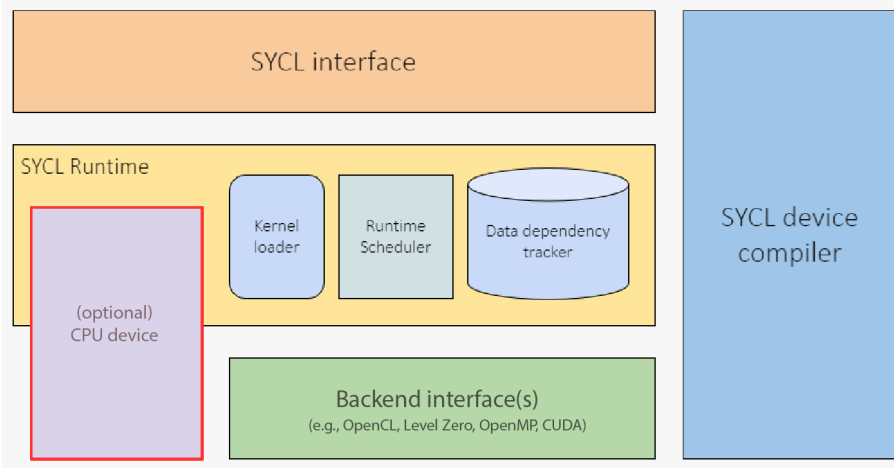 SYCL interface
SYCL Runtime
Kernel
loader
Runtime
Scheduler
Data dependency
tracker
(optional)
CPU device
Backend interface(s)
(e.g., OpenCL, Level Zero, OpenMP, CUDA)
SYCL device
compiler